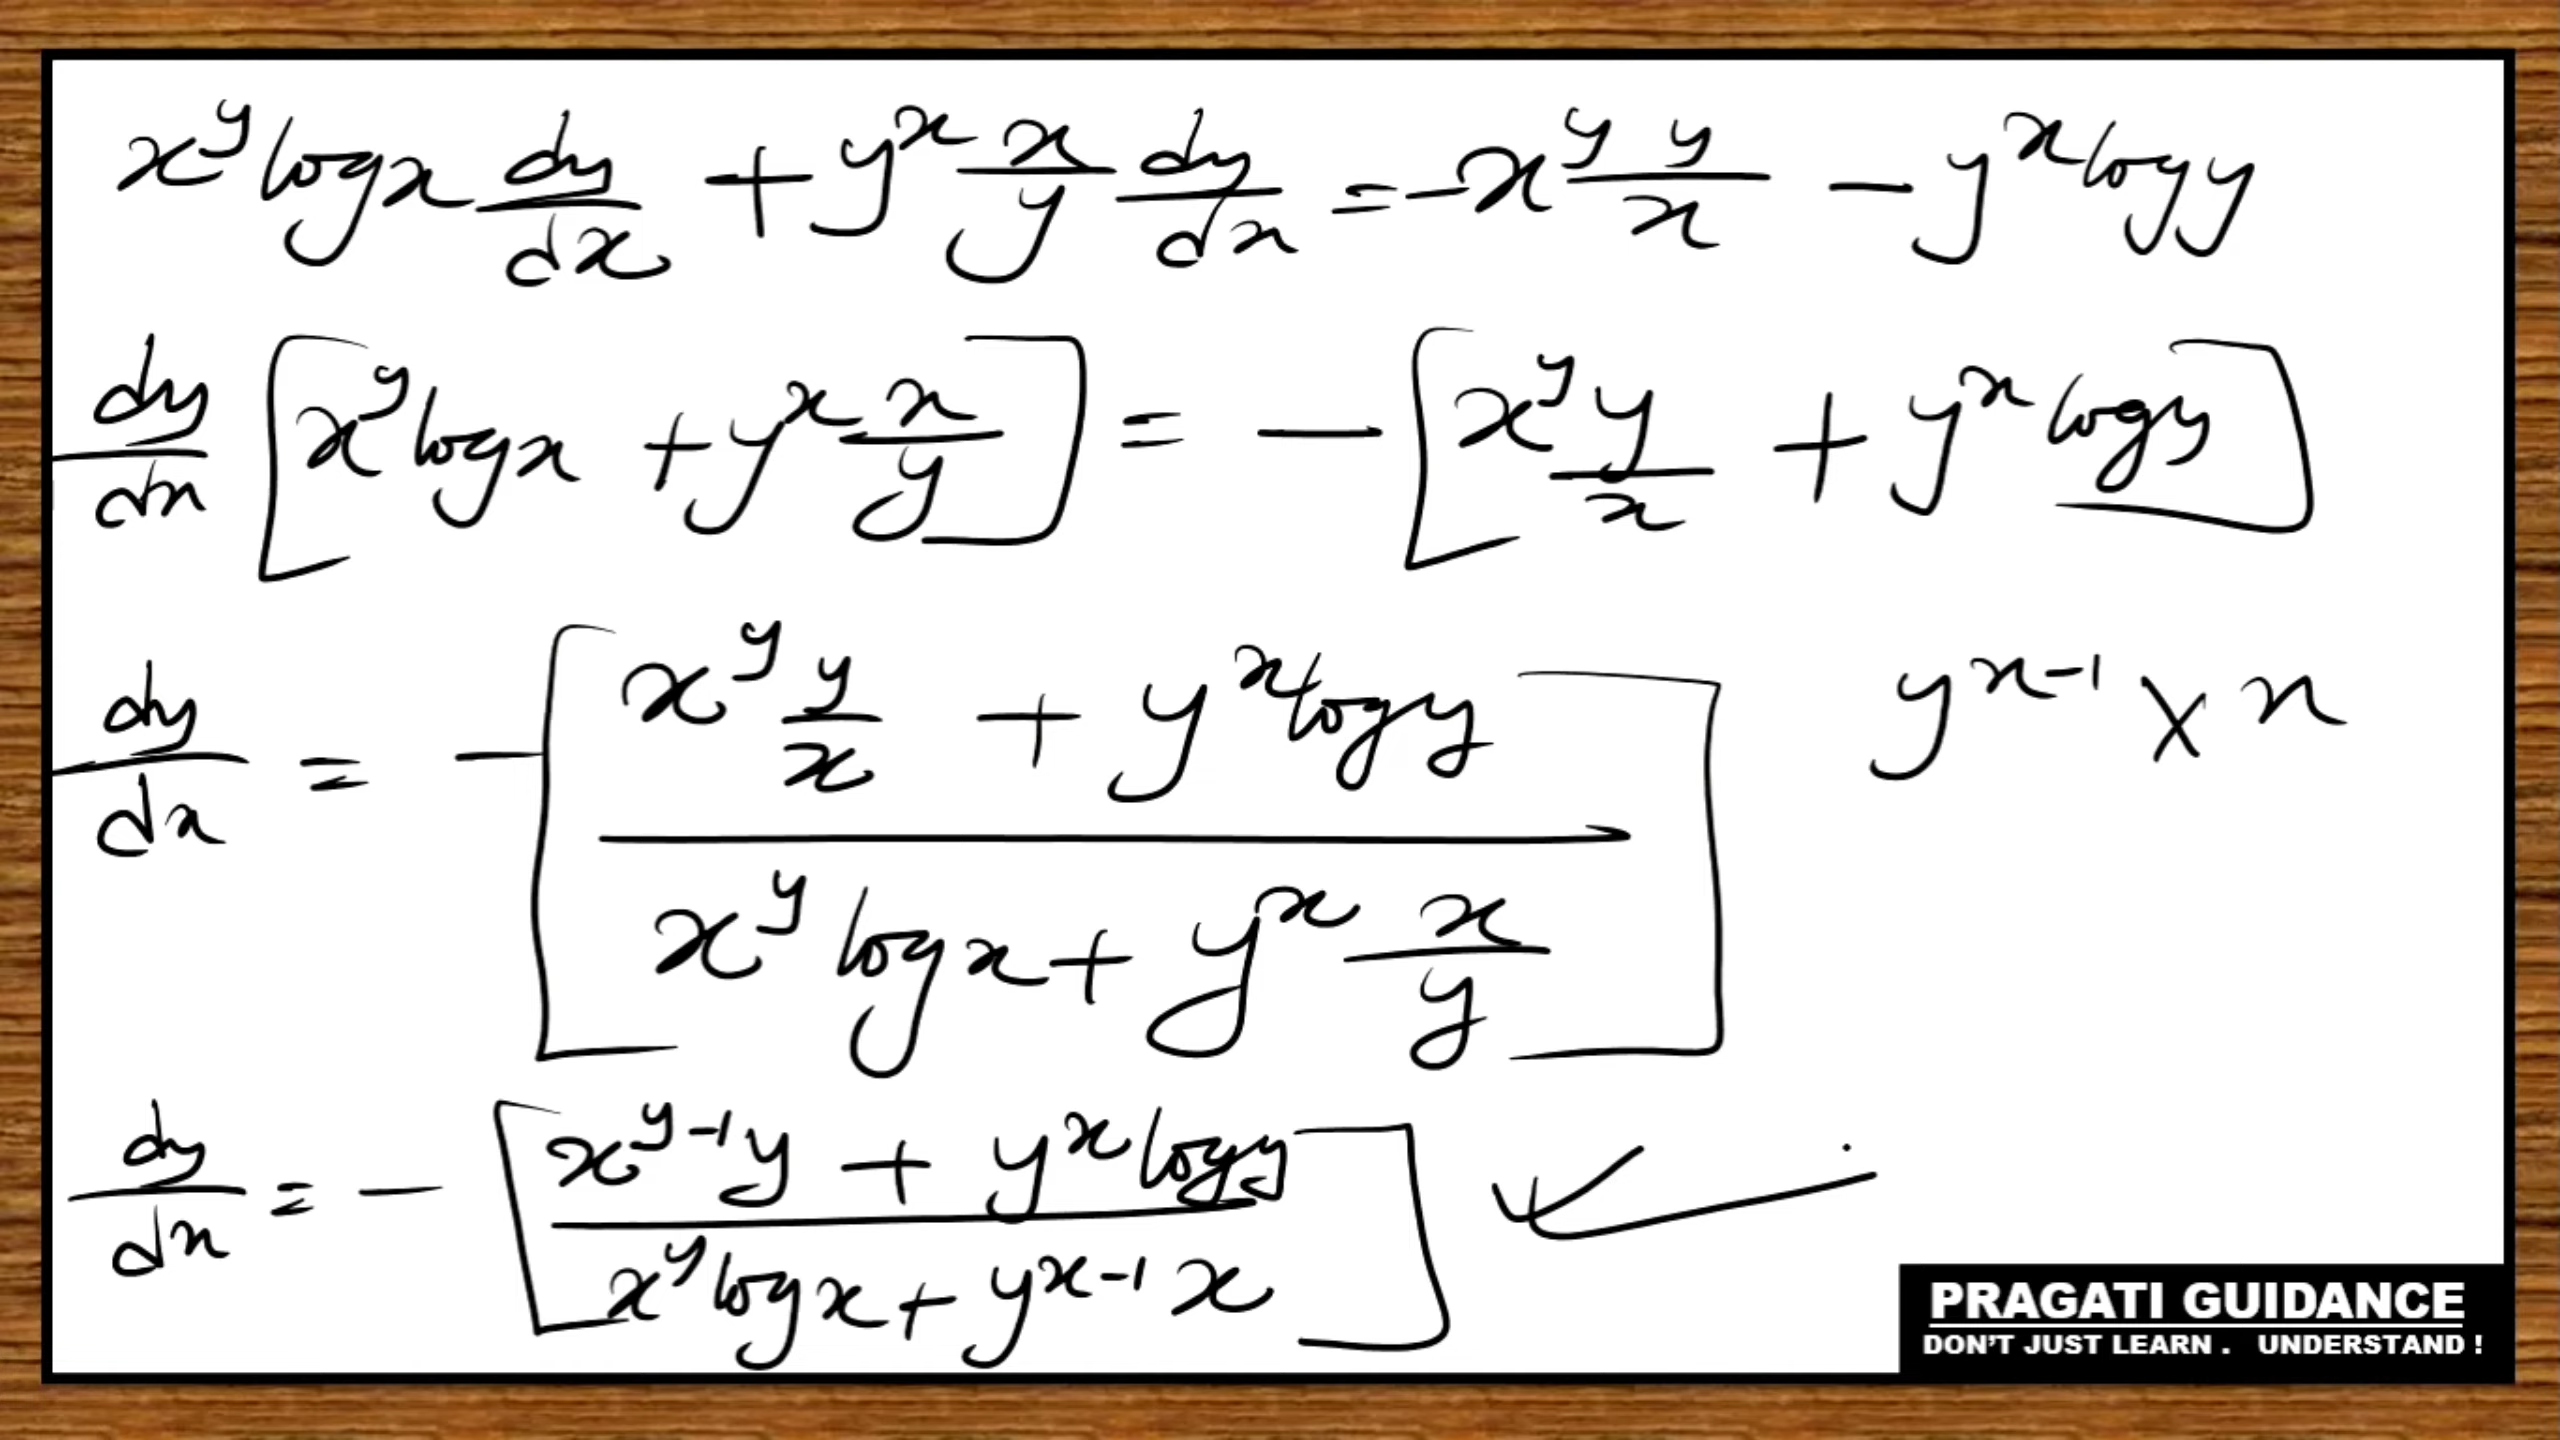 x^y log x dy/dx + y^x x/y dy/dx = -x^y y/x - y^x log y
dy/dx [x^y log x + y^x x/y] = - [x^y y/x + y^x log y]
dy/dx = - [(x^y y/x + y^x log y) / (x^y log x + y^x x/y)]
y^(x-1) × x
dy/dx = - [(x^(y-1) y + y^x log y) / (x^y log x + y^(x-1) x)]
PRAGATI GUIDANCE
DON'T JUST LEARN . UNDERSTAND !